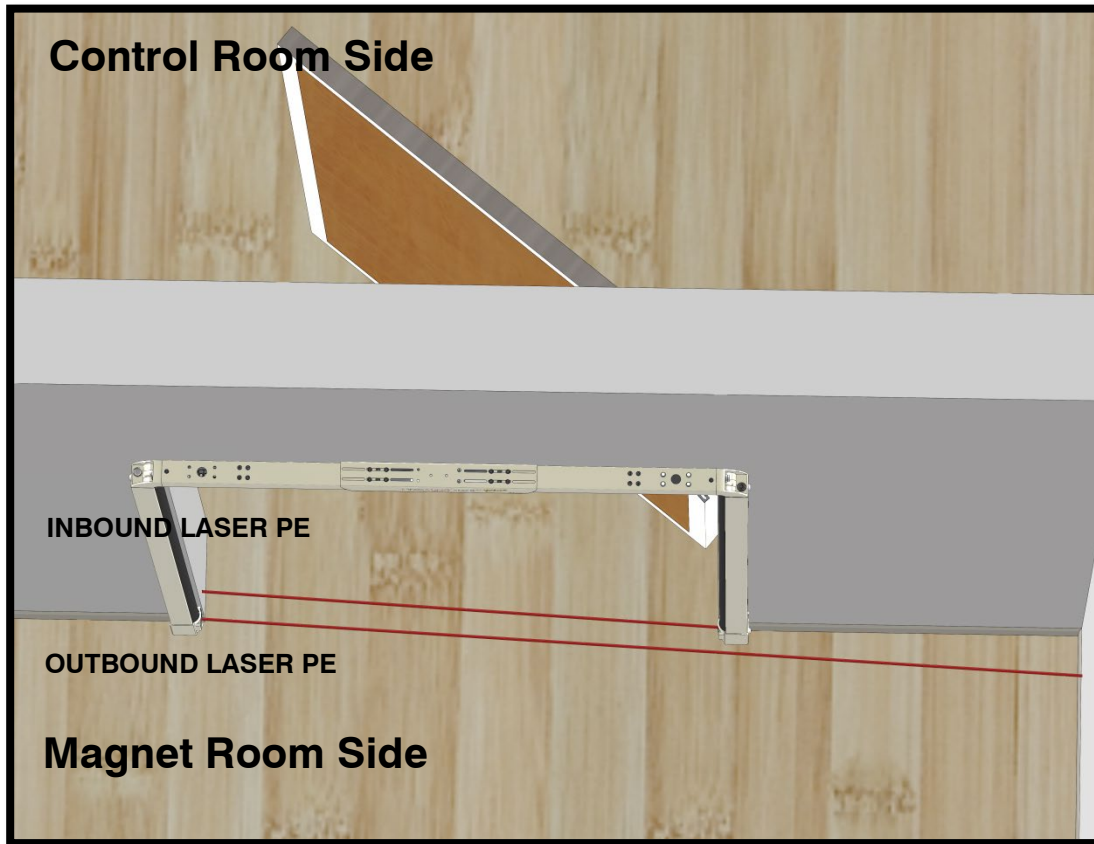 Control Room Side
INBOUND LASER PE
OUTBOUND LASER PE
Magnet Room Side